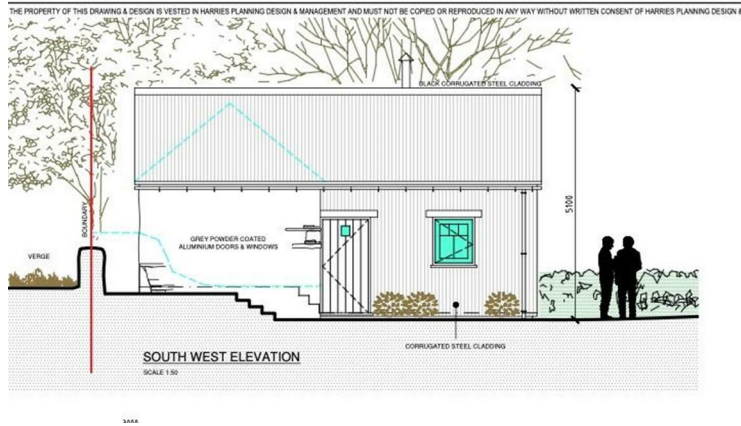 THE PROPERTY OF THIS DRAWING & DESIGN IS VESTED IN HARRIES PLANNING DESIGN & MANAGEMENT AND MUST NOT BE COPIED OR REPRODUCED IN ANY WAY WITHOUT WRITTEN CONSENT OF HARRIES PLANNING DESIGN &
BLACK CORRUGATED STEEL CLADDING
BOUNDARY
5100
GREY POWDER COATED
ALUMINIUM DOORS & WINDOWS
VERGE
CORRUGATED STEEL CLADDING
SOUTH WEST ELEVATION
SCALE 1:50